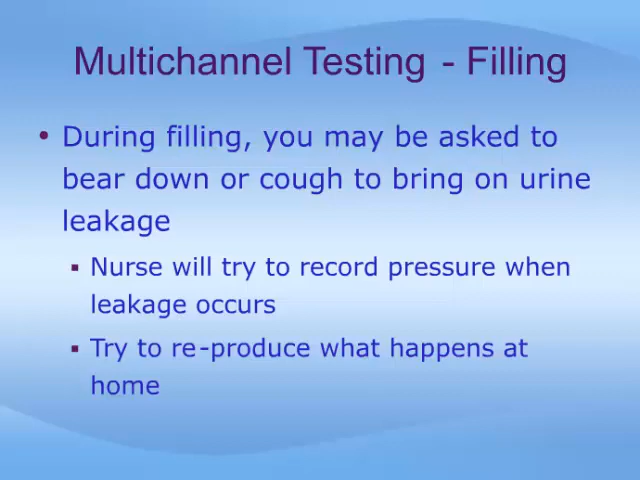 Multichannel Testing - Filling
• During filling, you may be asked to
bear down or cough to bring on urine
leakage
▪ Nurse will try to record pressure when
leakage occurs
▪ Try to re-produce what happens at
home